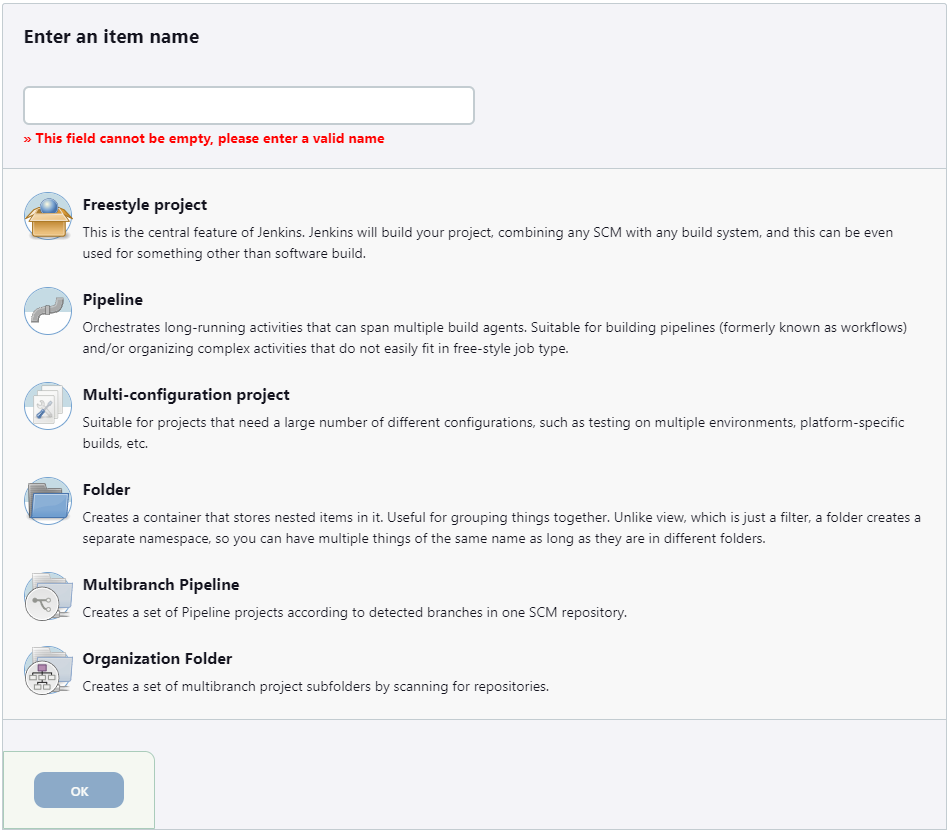 Enter an item name
» This field cannot be empty, please enter a valid name
Freestyle project
This is the central feature of Jenkins. Jenkins will build your project, combining any SCM with any build system, and this can be even
used for something other than software build.
Pipeline
Orchestrates long-running activities that can span multiple build agents. Suitable for building pipelines (formerly known as workflows)
and/or organizing complex activities that do not easily fit in free-style job type.
Multi-configuration project
Suitable for projects that need a large number of different configurations, such as testing on multiple environments, platform-specific
builds, etc.
Folder
Creates a container that stores nested items in it. Useful for grouping things together. Unlike view, which is just a filter, a folder creates a
separate namespace, so you can have multiple things of the same name as long as they are in different folders.
Multibranch Pipeline
Creates a set of Pipeline projects according to detected branches in one SCM repository.
Organization Folder
Creates a set of multibranch project subfolders by scanning for repositories.
OK